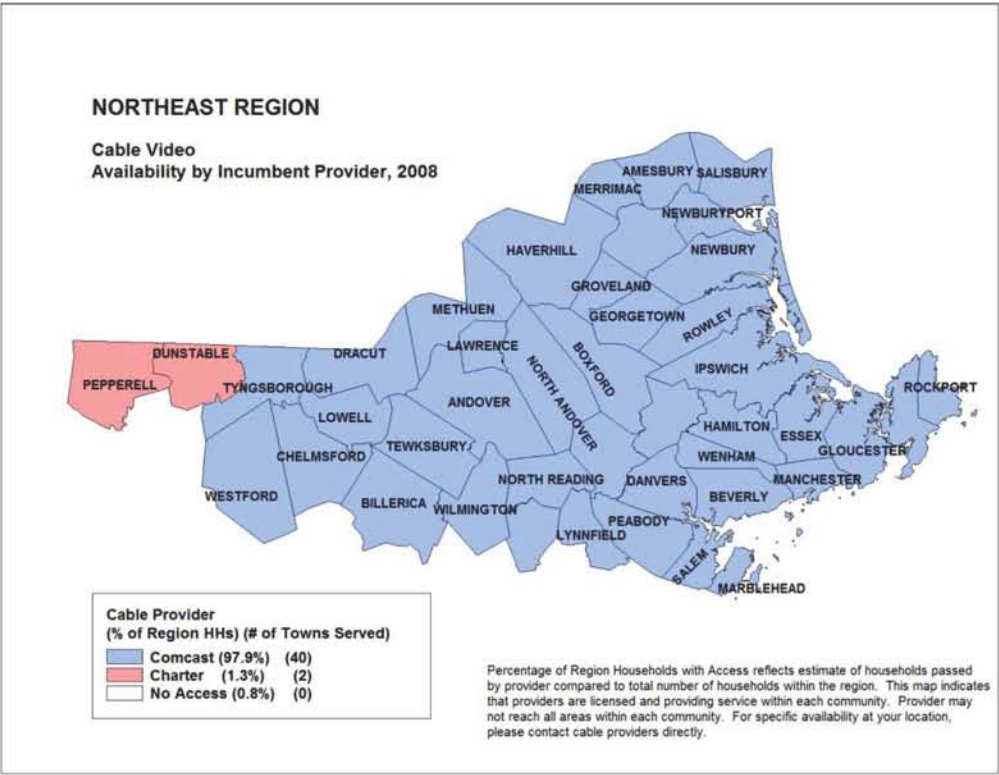 NORTHEAST REGION
Cable Video
Availability by Incumbent Provider, 2008
AMESBURY SALISBURY
MERRIMAC
NEWBURYPORT
HAVERHILL
NEWBURY
GROVELAND
METHUEN
GEORGETOWN
ROWLEY
LAWRENCE
DUNSTABLE
DRACUT
BOXFORD
IPSWICH
PEPPERELL
TYNGSBOROUGH
NORTH ANDOVER
ROCKPORT
ANDOVER
LOWELL
HAMILTON
ESSEX
TEWKSBURY
GLOUCESTER
CHELMSFORD
WENHAM
NORTH READING
DANVERS
MANCHESTER
WESTFORD
BEVERLY
BILLERICA
WILMINGTON
PEABODY
LYNNFIELD
SALEM
MARBLEHEAD
Cable Provider
(% of Region HHs) (# of Towns Served)
Comcast (97.9%) (40)
Charter (1.3%) (2)
No Access (0.8%) (0)
Percentage of Region Households with Access reflects estimate of households passed
by provider compared to total number of households within the region. This map indicates
that providers are licensed and providing service within each community. Provider may
not reach all areas within each community. For specific availability at your location,
please contact cable providers directly.